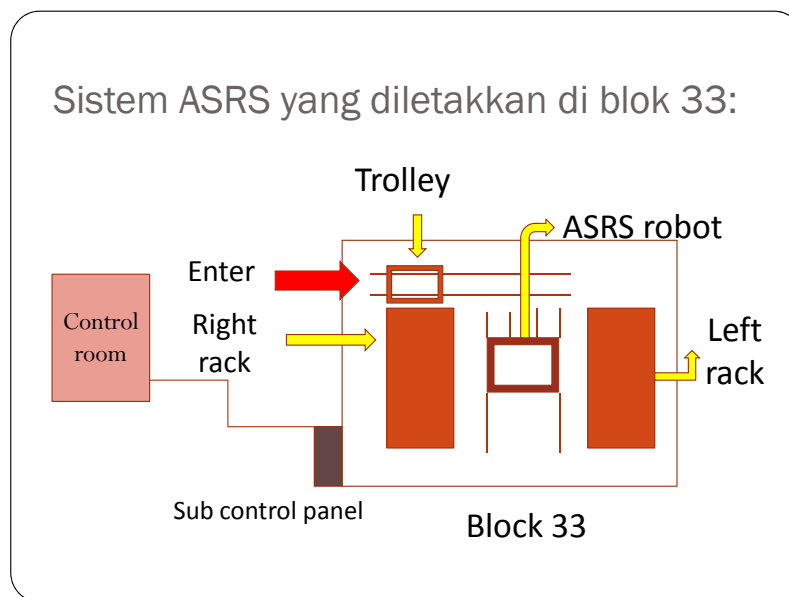 Sistem ASRS yang diletakkan di blok 33:
Trolley
ASRS robot
Enter
Control
room
Right
rack
Left
rack
Sub control panel
Block 33